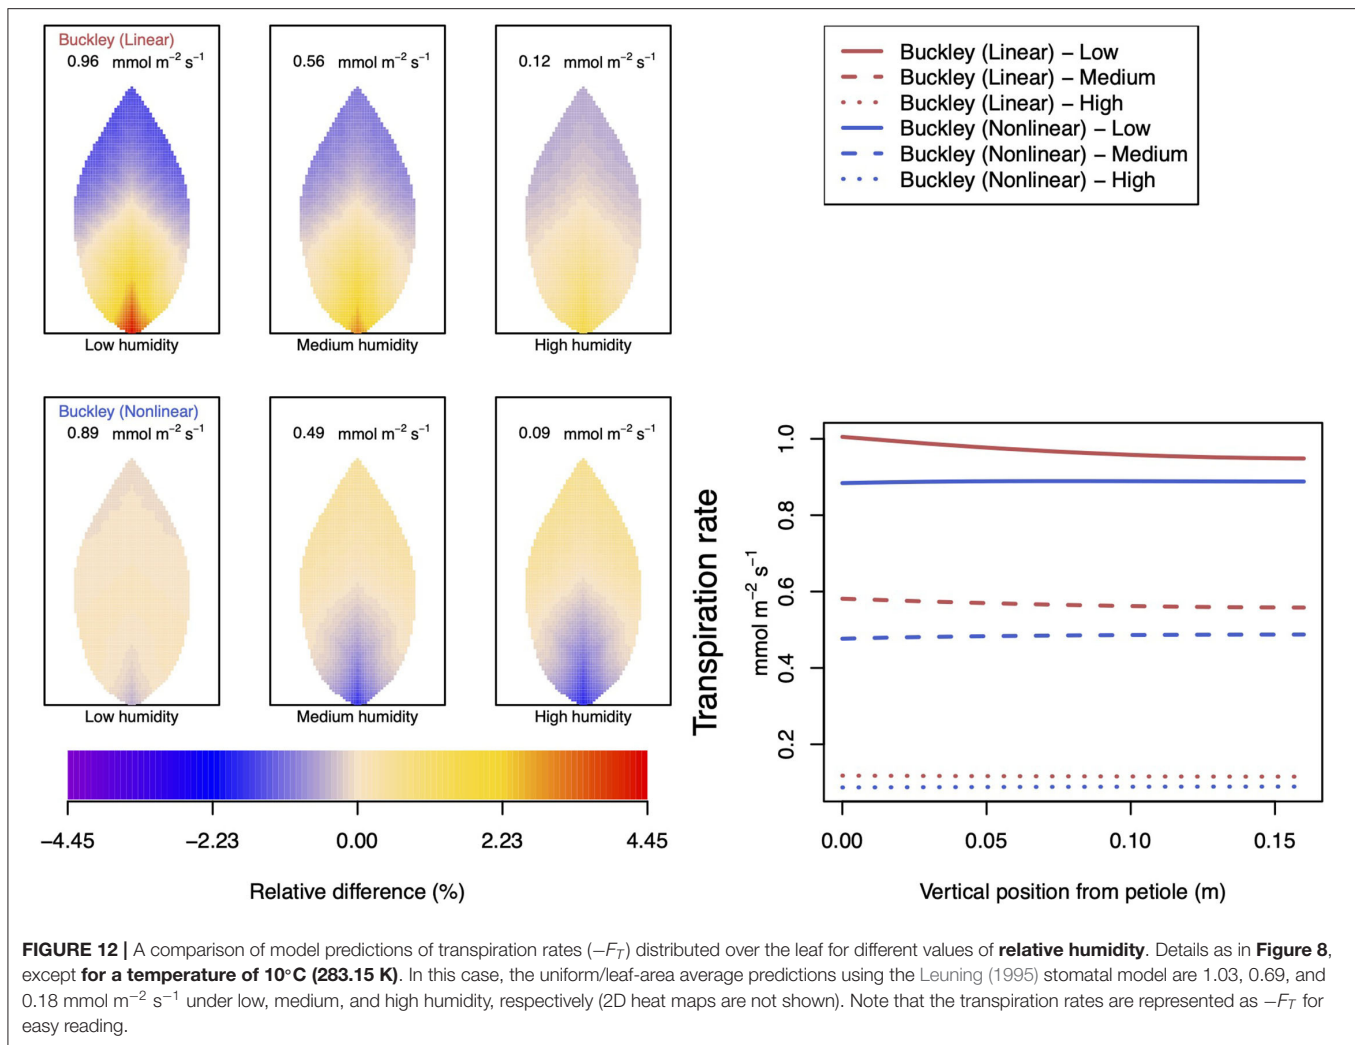 Buckley (Linear)
0.96 mmol m⁻² s⁻¹
0.56 mmol m⁻² s⁻¹
0.12 mmol m⁻² s⁻¹
Low humidity
Medium humidity
High humidity
Buckley (Linear) – Low
Buckley (Linear) – Medium
Buckley (Linear) – High
Buckley (Nonlinear) – Low
Buckley (Nonlinear) – Medium
Buckley (Nonlinear) – High
Buckley (Nonlinear)
0.89 mmol m⁻² s⁻¹
0.49 mmol m⁻² s⁻¹
0.09 mmol m⁻² s⁻¹
Low humidity
Medium humidity
High humidity
−4.45 −2.23 0.00 2.23 4.45
Relative difference (%)
Transpiration rate
mmol m⁻² s⁻¹
1.0
0.8
0.6
0.4
0.2
0.00 0.05 0.10 0.15
Vertical position from petiole (m)
FIGURE 12 | A comparison of model predictions of transpiration rates (−F_T) distributed over the leaf for different values of relative humidity. Details as in Figure 8,
except for a temperature of 10°C (283.15 K). In this case, the uniform/leaf-area average predictions using the Leuning (1995) stomatal model are 1.03, 0.69, and
0.18 mmol m⁻² s⁻¹ under low, medium, and high humidity, respectively (2D heat maps are not shown). Note that the transpiration rates are represented as −F_T for
easy reading.